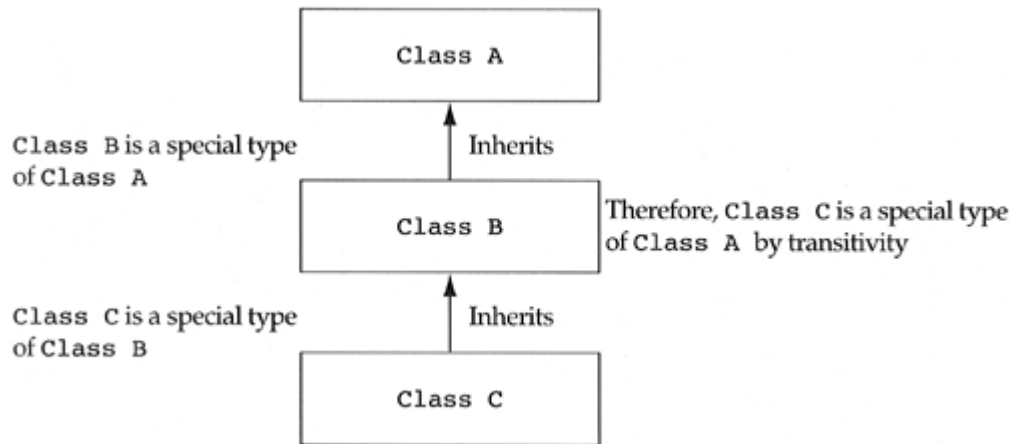 Class A
Class B is a special type
of Class A
Inherits
Class B
Therefore, Class C is a special type
of Class A by transitivity
Class C is a special type
of Class B
Inherits
Class C